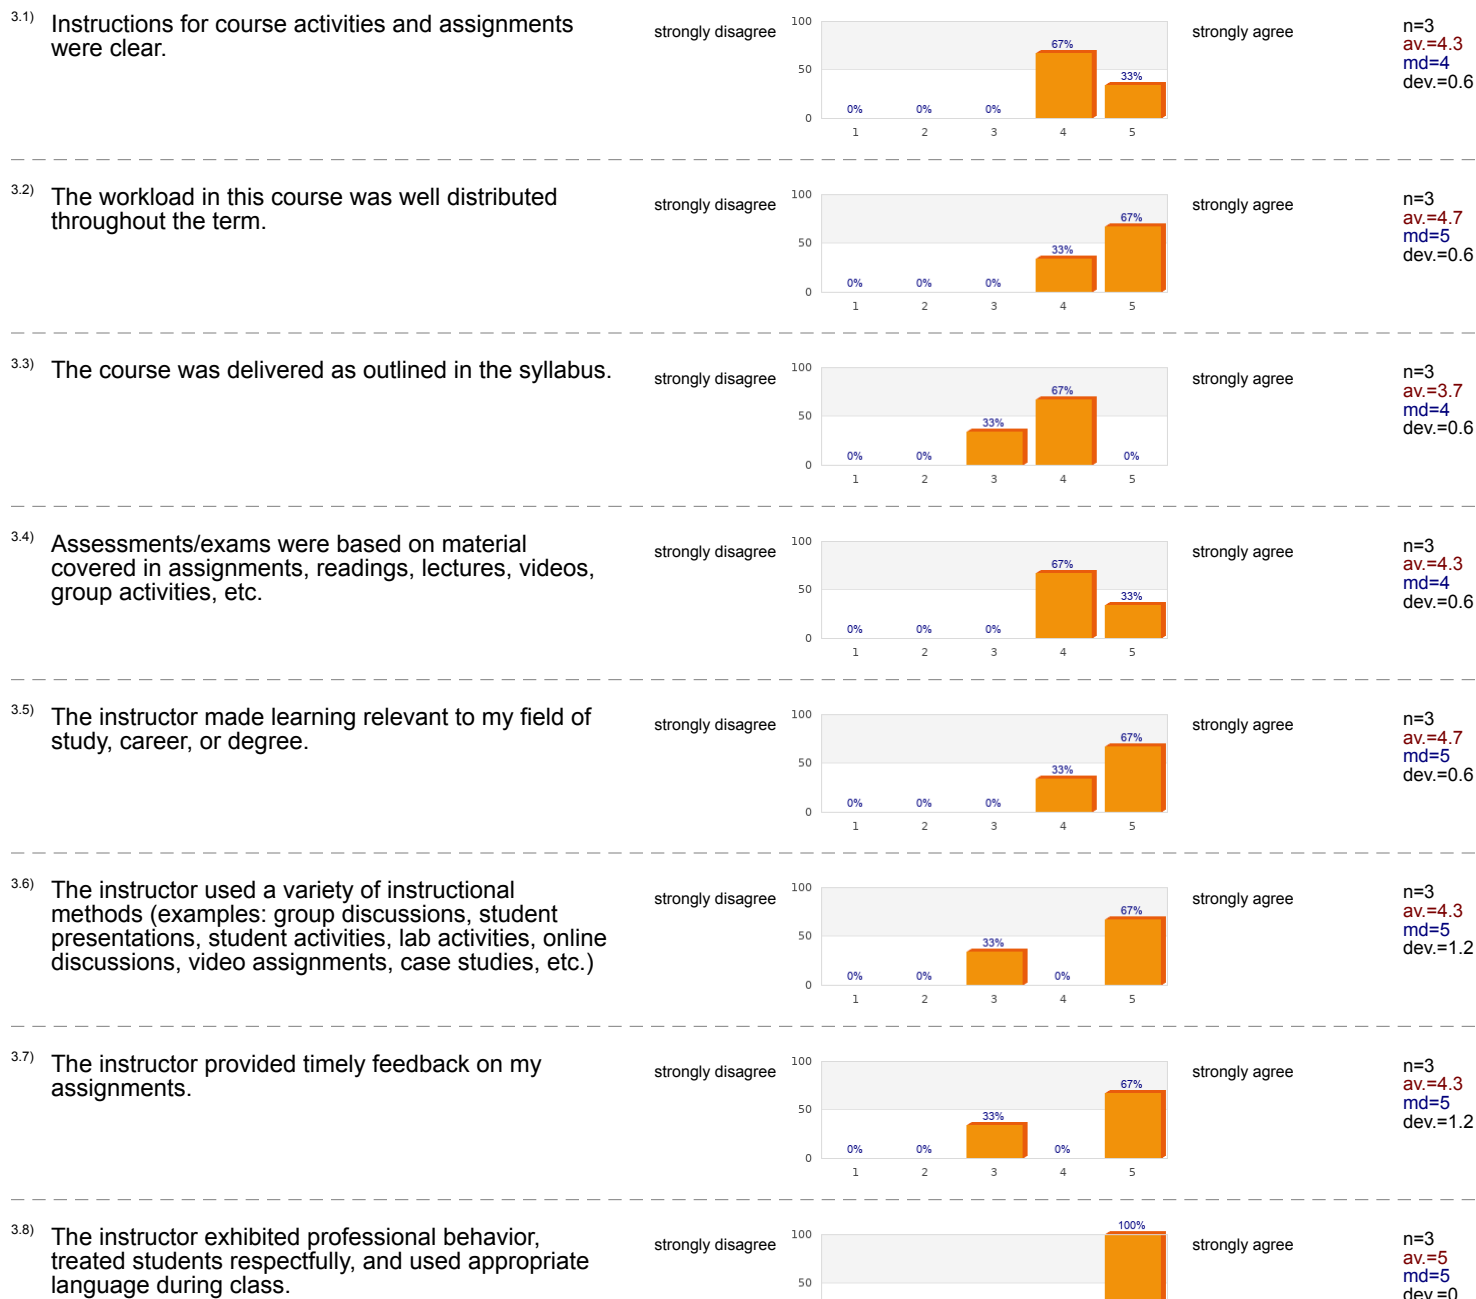 3.1) Instructions for course activities and assignments
were clear.
strongly disagree
100
50
0
0%
0%
0%
67%
33%
1
2
3
4
5
strongly agree
n=3
av.=4.3
md=4
dev.=0.6
3.2) The workload in this course was well distributed
throughout the term.
strongly disagree
100
50
0
0%
0%
0%
33%
67%
1
2
3
4
5
strongly agree
n=3
av.=4.7
md=5
dev.=0.6
3.3) The course was delivered as outlined in the syllabus.
strongly disagree
100
50
0
0%
0%
33%
67%
0%
1
2
3
4
5
strongly agree
n=3
av.=3.7
md=4
dev.=0.6
3.4) Assessments/exams were based on material
covered in assignments, readings, lectures, videos,
group activities, etc.
strongly disagree
100
50
0
0%
0%
0%
67%
33%
1
2
3
4
5
strongly agree
n=3
av.=4.3
md=4
dev.=0.6
3.5) The instructor made learning relevant to my field of
study, career, or degree.
strongly disagree
100
50
0
0%
0%
0%
33%
67%
1
2
3
4
5
strongly agree
n=3
av.=4.7
md=5
dev.=0.6
3.6) The instructor used a variety of instructional
methods (examples: group discussions, student
presentations, student activities, lab activities, online
discussions, video assignments, case studies, etc.)
strongly disagree
100
50
0
0%
0%
33%
0%
67%
1
2
3
4
5
strongly agree
n=3
av.=4.3
md=5
dev.=1.2
3.7) The instructor provided timely feedback on my
assignments.
strongly disagree
100
50
0
0%
0%
33%
0%
67%
1
2
3
4
5
strongly agree
n=3
av.=4.3
md=5
dev.=1.2
3.8) The instructor exhibited professional behavior,
treated students respectfully, and used appropriate
language during class.
strongly disagree
100
50
100%
strongly agree
n=3
av.=5
md=5
dev.=0